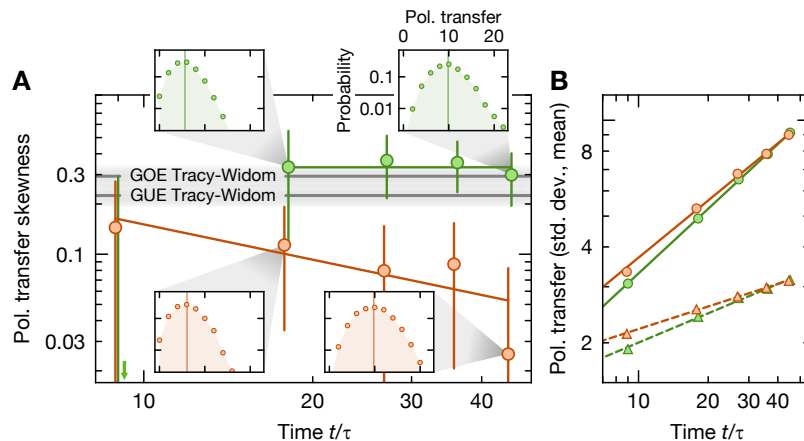 Pol. transfer
0 10 20
A
Probability
0.1
0.01
B
Pol. transfer skewness
0.3
0.1
0.03
GOE Tracy-Widom
GUE Tracy-Widom
10 20 30 40
Time t/τ
Pol. transfer (std. dev., mean)
8
4
2
10 20 30 40
Time t/τ